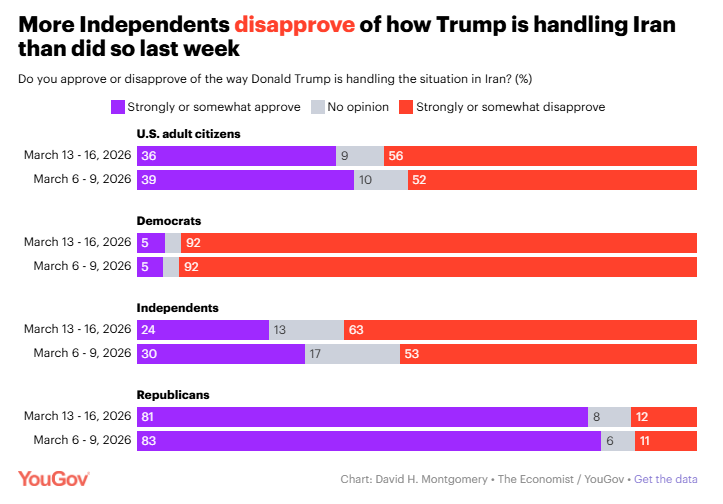 More Independents disapprove of how Trump is handling Iran
than did so last week
Do you approve or disapprove of the way Donald Trump is handling the situation in Iran? (%)
Strongly or somewhat approve No opinion Strongly or somewhat disapprove
U.S. adult citizens
March 13 - 16, 2026 36 9 56
March 6 - 9, 2026 39 10 52
Democrats
March 13 - 16, 2026 5 92
March 6 - 9, 2026 5 92
Independents
March 13 - 16, 2026 24 13 63
March 6 - 9, 2026 30 17 53
Republicans
March 13 - 16, 2026 81 8 12
March 6 - 9, 2026 83 6 11
YouGov Chart: David H. Montgomery • The Economist / YouGov • Get the data